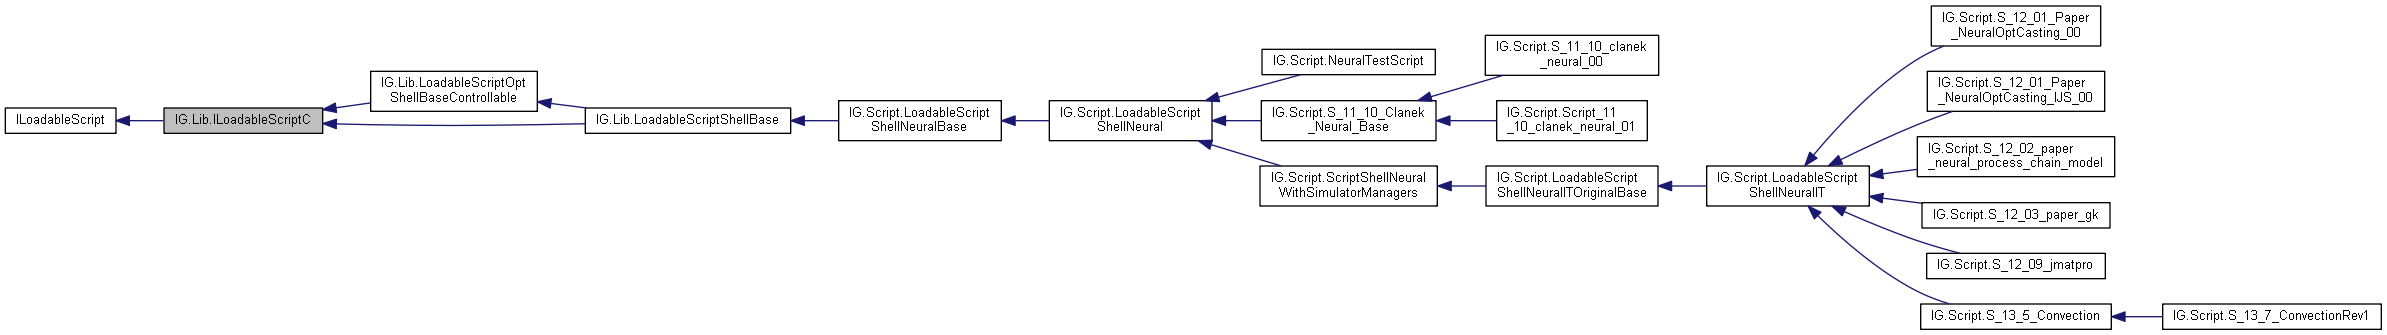 ILoadableScript
IG.Lib.ILoadableScriptC
IG.Lib.LoadableScriptOpt
ShellBaseControllable
IG.Lib.LoadableScriptShellBase
IG.Script.LoadableScript
ShellNeuralBase
IG.Script.LoadableScript
ShellNeural
IG.Script.NeuralTestScript
IG.Script.S_11_10_Clanek
_Neural_Base
IG.Script.S_11_10_clanek
_neural_00
IG.Script.Script_11
_10_clanek_neural_01
IG.Script.ScriptShellNeural
WithSimulatorManagers
IG.Script.LoadableScript
ShellNeuralITOriginalBase
IG.Script.LoadableScript
ShellNeuralIT
IG.Script.S_12_01_Paper
_NeuralOptCasting_00
IG.Script.S_12_01_Paper
_NeuralOptCasting_IJS_00
IG.Script.S_12_02_paper
_neural_process_chain_model
IG.Script.S_12_03_paper_gk
IG.Script.S_12_09_jmatpro
IG.Script.S_13_5_Convection
IG.Script.S_13_7_ConvectionRev1